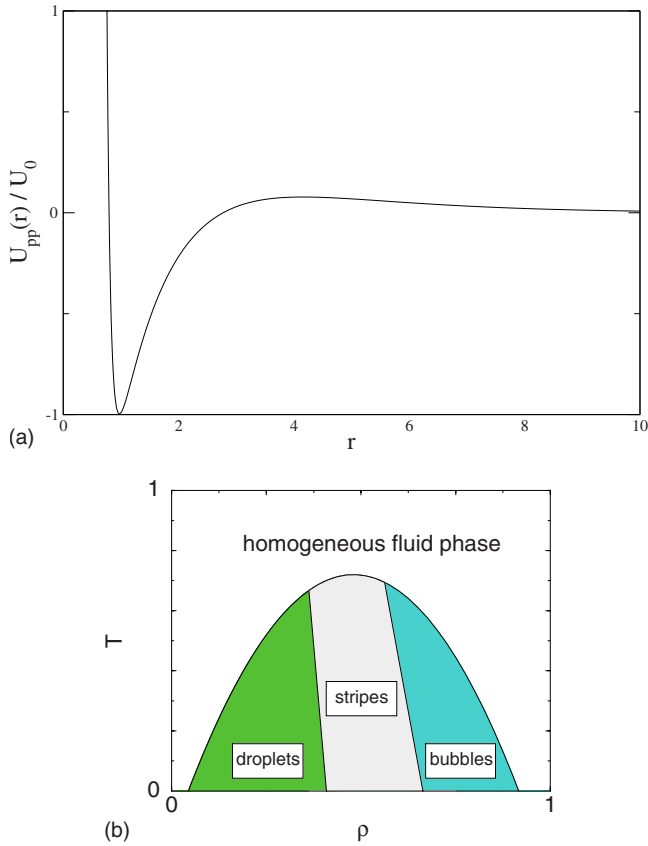 1
0
-1
U_pp(r) / U_0
0 2 4 6 8 10
r
(a)
1
homogeneous fluid phase
T
stripes
droplets bubbles
0
0 1
(b) ρ